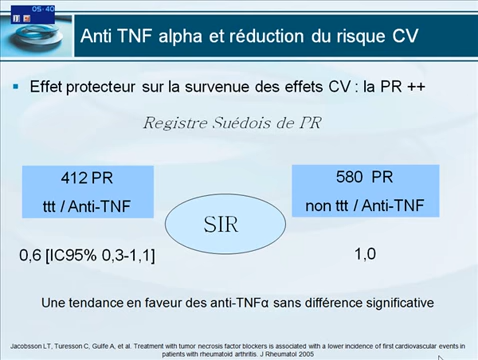 05:40
Anti TNF alpha et réduction du risque CV
Effet protecteur sur la survenue des effets CV : la PR ++
Registre Suédois de PR
412 PR
ttt / Anti-TNF
580 PR
non ttt / Anti-TNF
SIR
0,6 [IC95% 0,3-1,1]
1,0
Une tendance en faveur des anti-TNFα sans différence significative
Jacobsson LT, Turesson C, Gulfe A, et al. Treatment with tumor necrosis factor blockers is associated with a lower incidence of first cardiovascular events in
patients with rheumatoid arthritis. J Rheumatol 2005